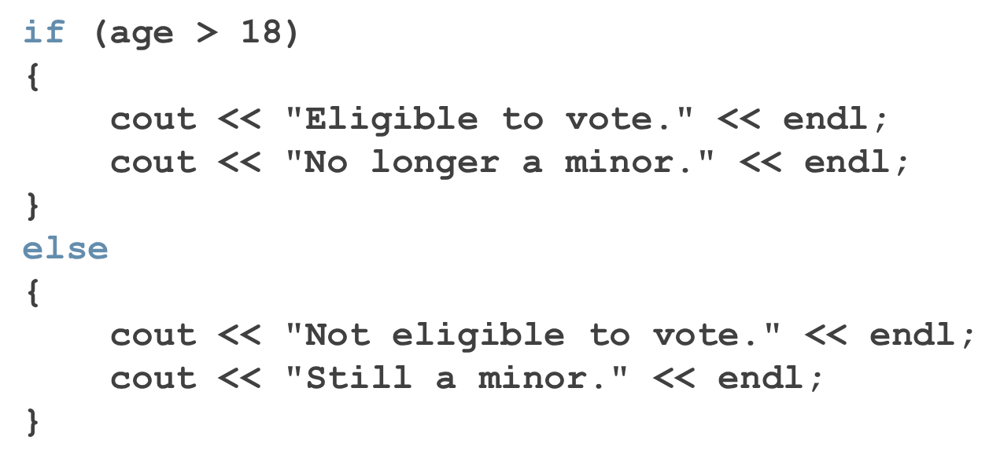 if (age > 18)
{
    cout << "Eligible to vote." << endl;
    cout << "No longer a minor." << endl;
}
else
{
    cout << "Not eligible to vote." << endl;
    cout << "Still a minor." << endl;
}